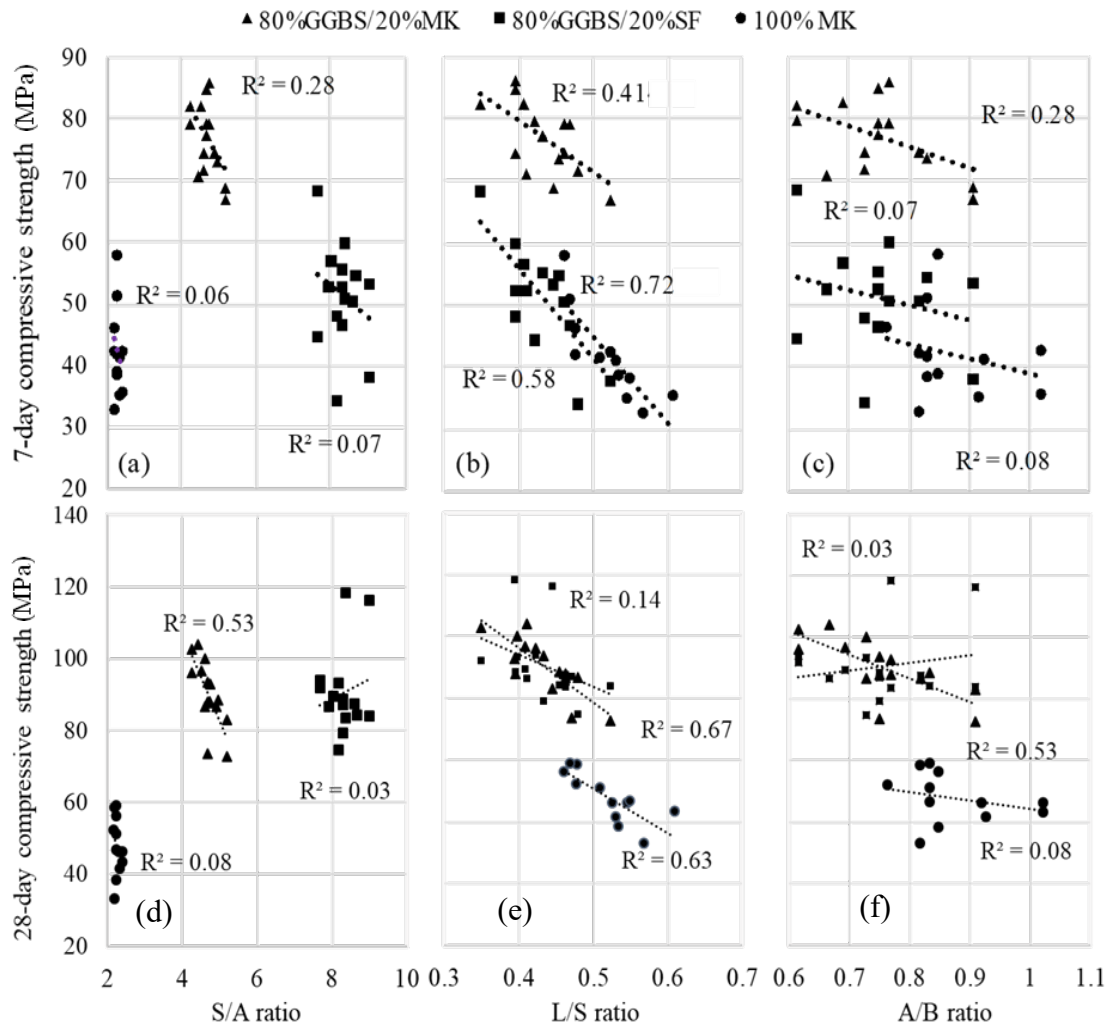 ▲ 80%GGBS/20%MK ■ 80%GGBS/20%SF ● 100%MK
7-day compressive strength (MPa)
90
80
70
60
50
40
30
20
R² = 0.28
R² = 0.06
R² = 0.07
(a)
R² = 0.41
R² = 0.72
R² = 0.58
(b)
R² = 0.28
R² = 0.07
R² = 0.08
(c)
28-day compressive strength (MPa)
140
120
100
80
60
40
20
R² = 0.53
R² = 0.03
R² = 0.08
(d)
R² = 0.14
R² = 0.67
R² = 0.63
(e)
R² = 0.03
R² = 0.53
R² = 0.08
(f)
2 4 6 8 10
0.3 0.4 0.5 0.6 0.7
0.6 0.7 0.8 0.9 1 1.1
S/A ratio
L/S ratio
A/B ratio